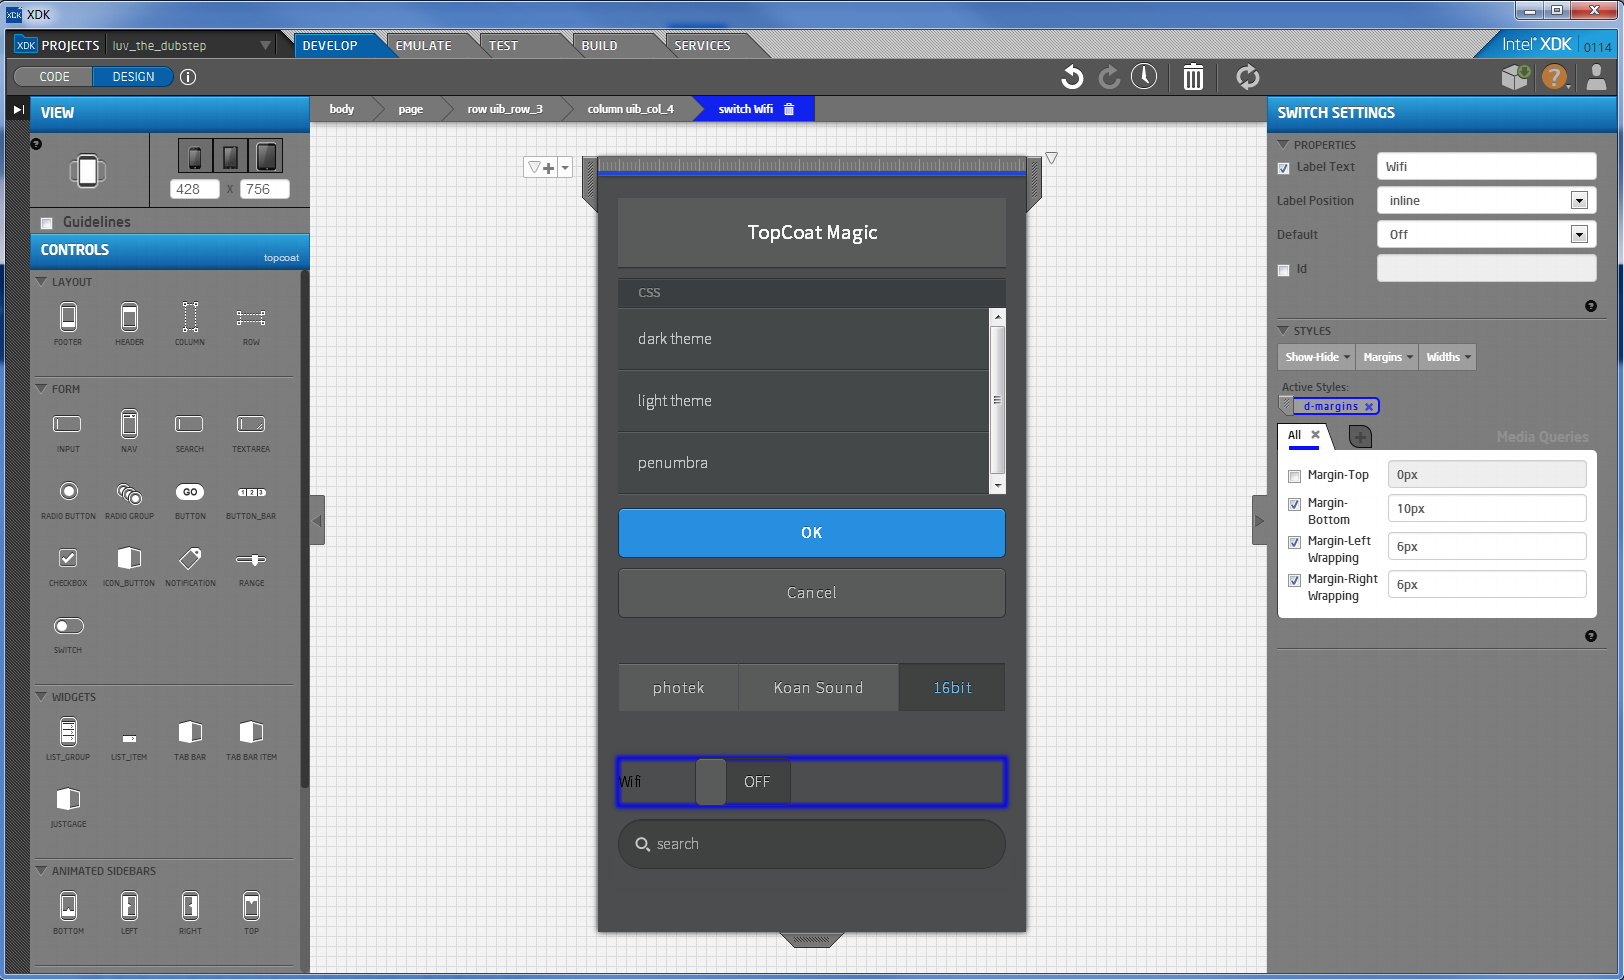 XDK XDK
XDK PROJECTS luv_the_dubstep DEVELOP EMULATE TEST BUILD SERVICES Intel® XDK 0114
CODE DESIGN
VIEW
428 x 756
Guidelines
CONTROLS topcoat
LAYOUT
FOOTER HEADER COLUMN ROW
FORM
INPUT NAV SEARCH TEXTAREA
GO 1 2 3
RADIO BUTTON RADIO GROUP BUTTON BUTTON_BAR
CHECKBOX ICON_BUTTON NOTIFICATION RANGE
SWITCH
WIDGETS
LIST_GROUP LIST_ITEM TAB BAR TAB BAR ITEM
JUSTGAGE
ANIMATED SIDEBARS
BOTTOM LEFT RIGHT TOP
body page row uib_row_3 column uib_col_4 switch Wifi
TopCoat Magic
CSS
dark theme
light theme
penumbra
OK
Cancel
photek Koan Sound 16bit
Wifi OFF
search
SWITCH SETTINGS
PROPERTIES
Label Text Wifi
Label Position inline
Default Off
Id
STYLES
Show-Hide Margins Widths
Active Styles:
d-margins
All
Media Queries
Margin-Top 0px
Margin-
Bottom 10px
Margin-Left
Wrapping 6px
Margin-Right
Wrapping 6px